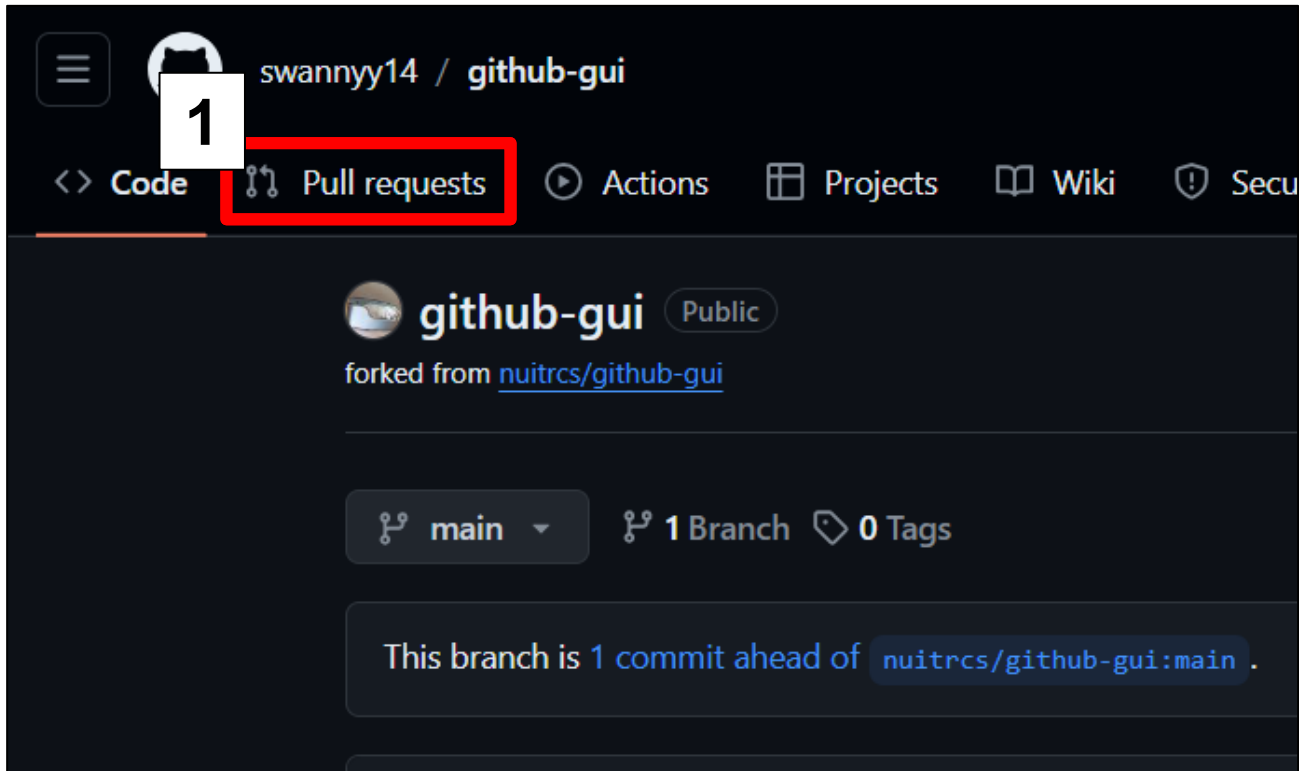 swannyy14 / github-gui
1
Code Pull requests Actions Projects Wiki Secu
github-gui Public
forked from nuitrcs/github-gui
main 1 Branch 0 Tags
This branch is 1 commit ahead of nuitrcs/github-gui:main .